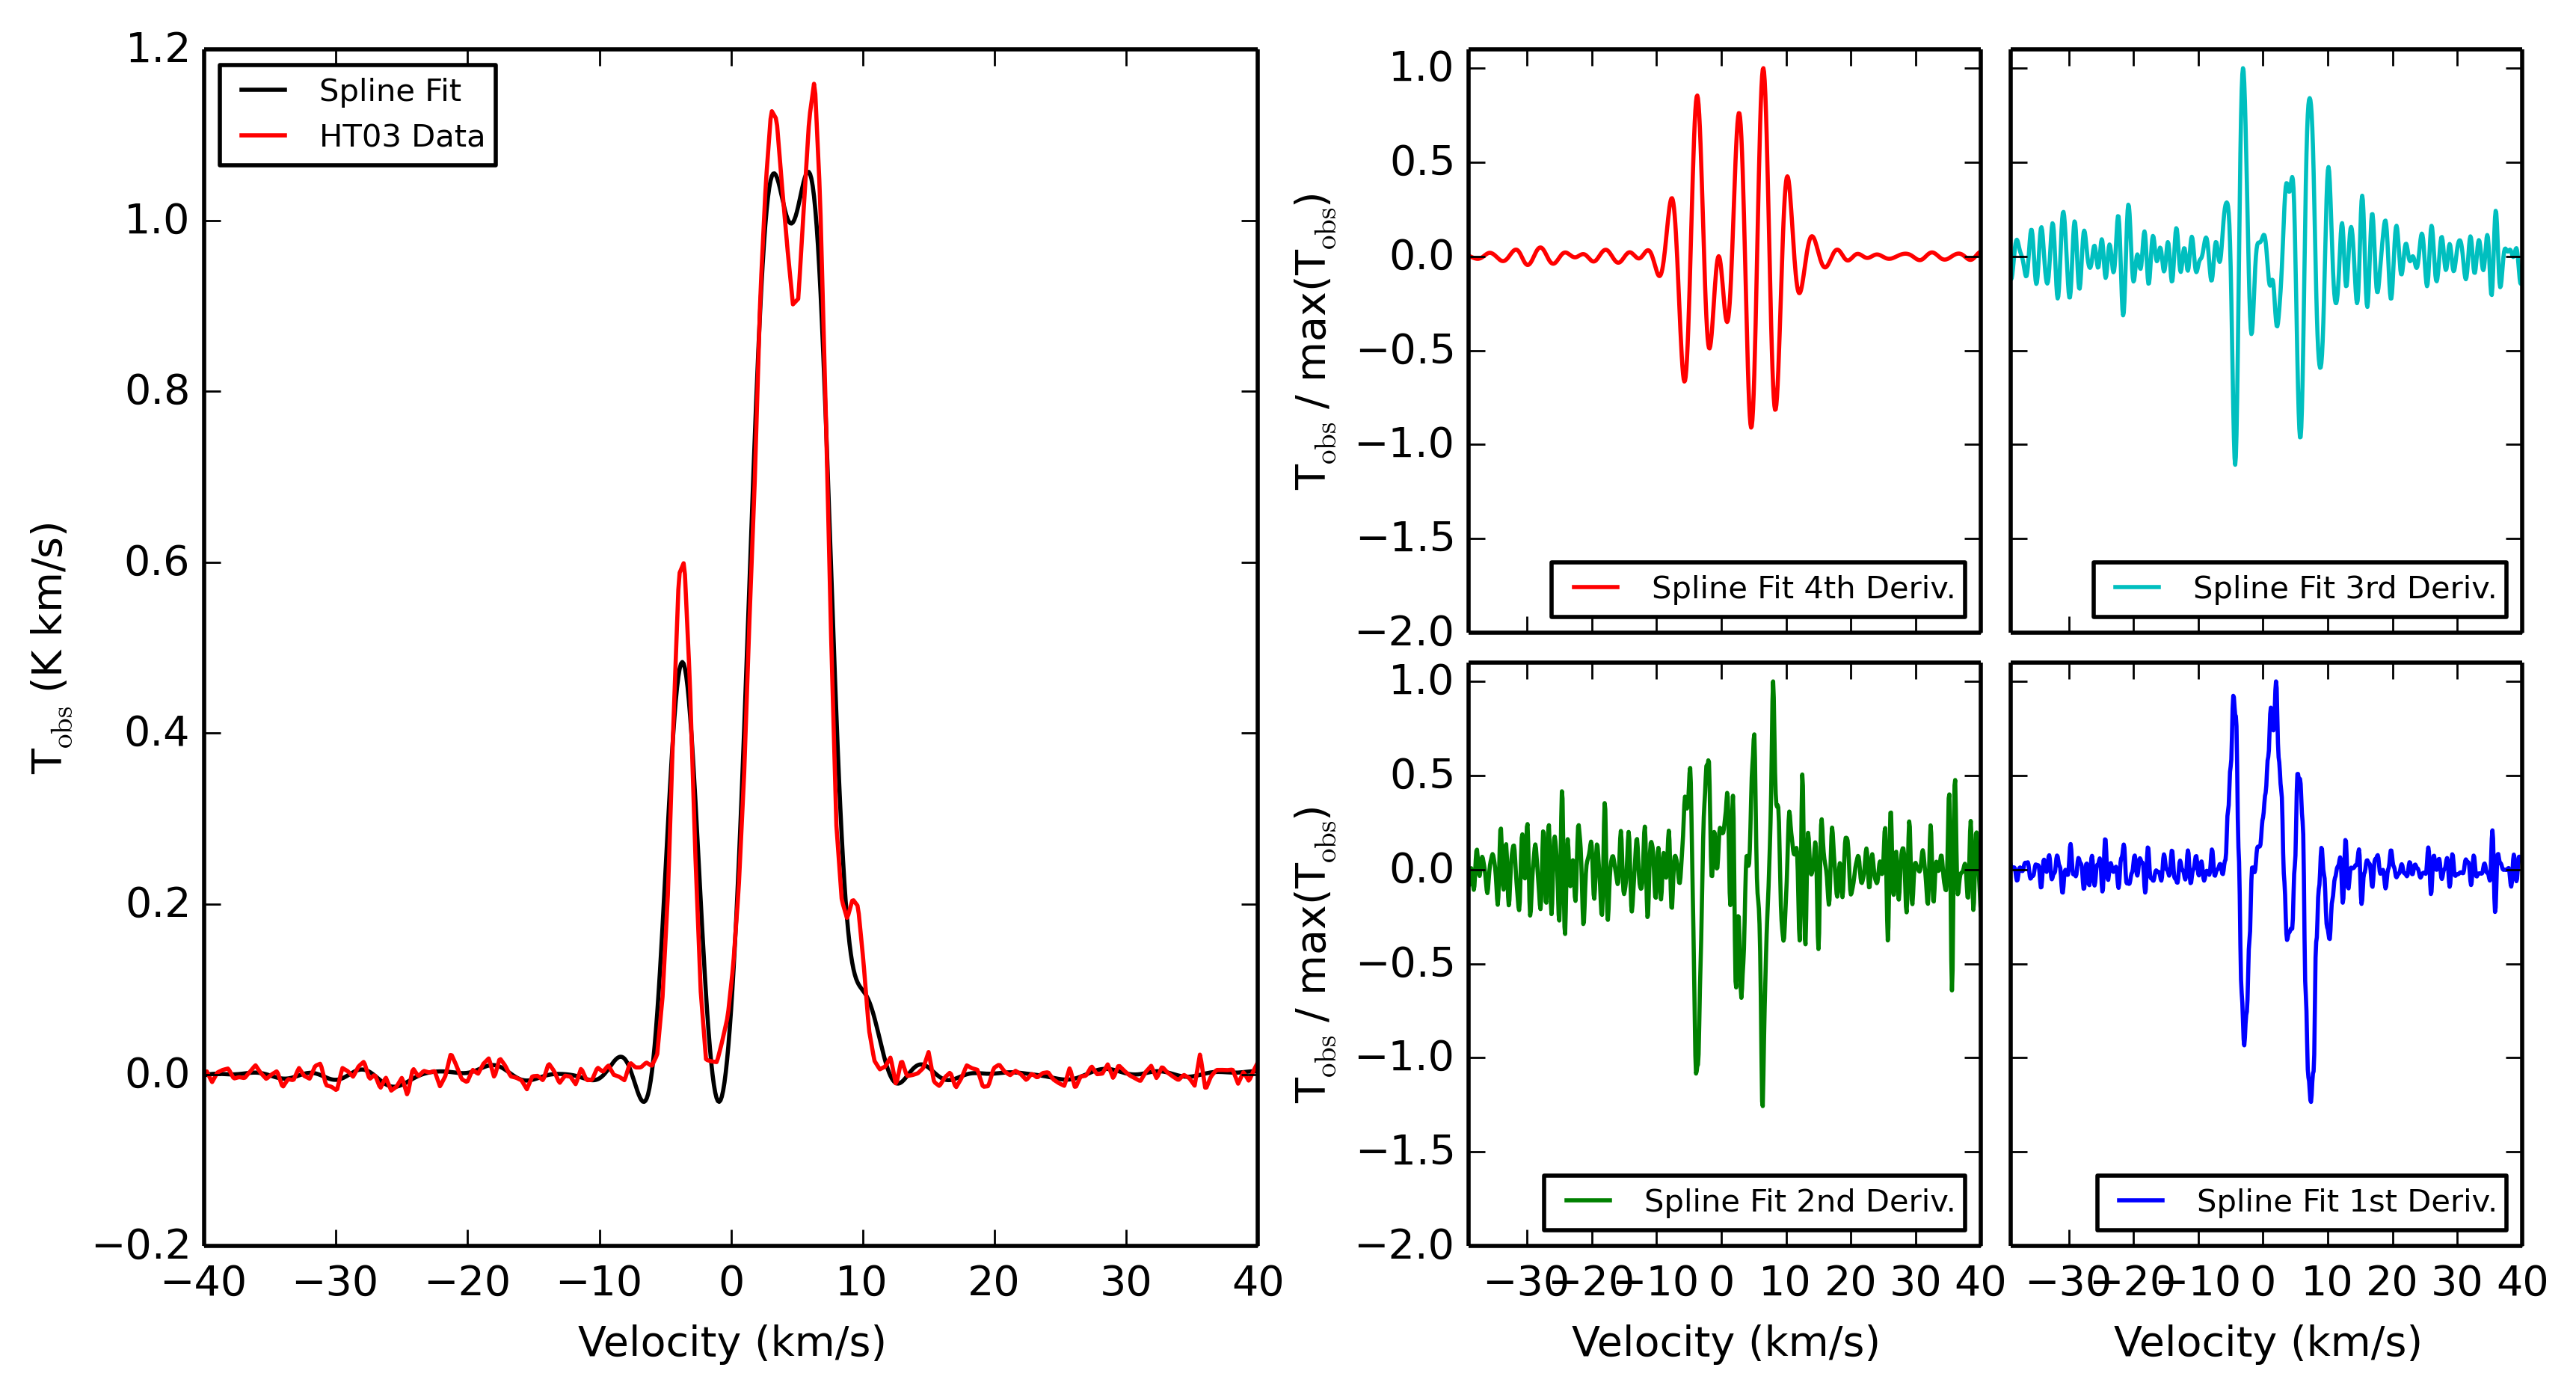 1.2
1.0
0.8
0.6
0.4
0.2
0.0
−0.2
T_obs (K km/s)
Spline Fit
HT03 Data
−40 −30 −20 −10 0 10 20 30 40
Velocity (km/s)
1.0
0.5
0.0
−0.5
−1.0
−1.5
−2.0
T_obs / max(T_obs)
Spline Fit 4th Deriv.
Spline Fit 3rd Deriv.
1.0
0.5
0.0
−0.5
−1.0
−1.5
−2.0
T_obs / max(T_obs)
Spline Fit 2nd Deriv.
−30 −20 −10 0 10 20 30 40
Velocity (km/s)
Spline Fit 1st Deriv.
−30 −20 −10 0 10 20 30 40
Velocity (km/s)